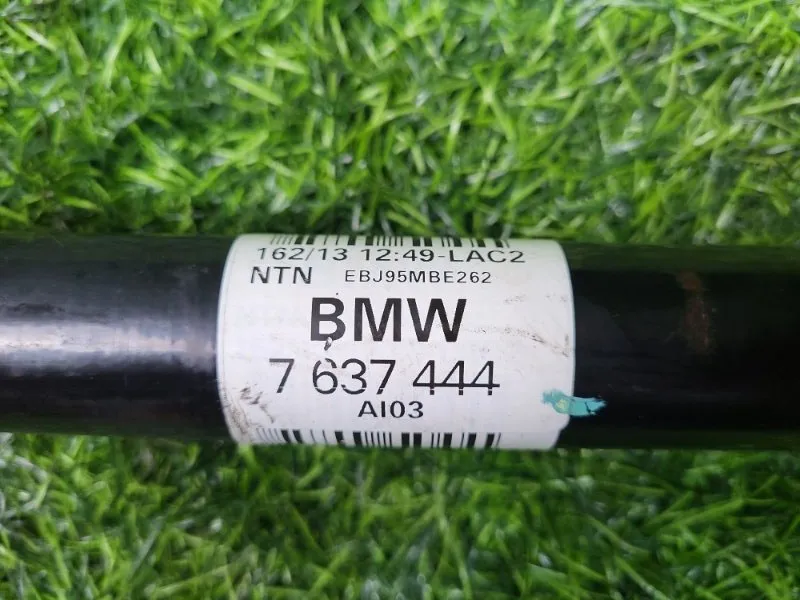 162/13 12:49-LAC2
NTN EBJ95MBE262
BMW
7 637 444
AI03